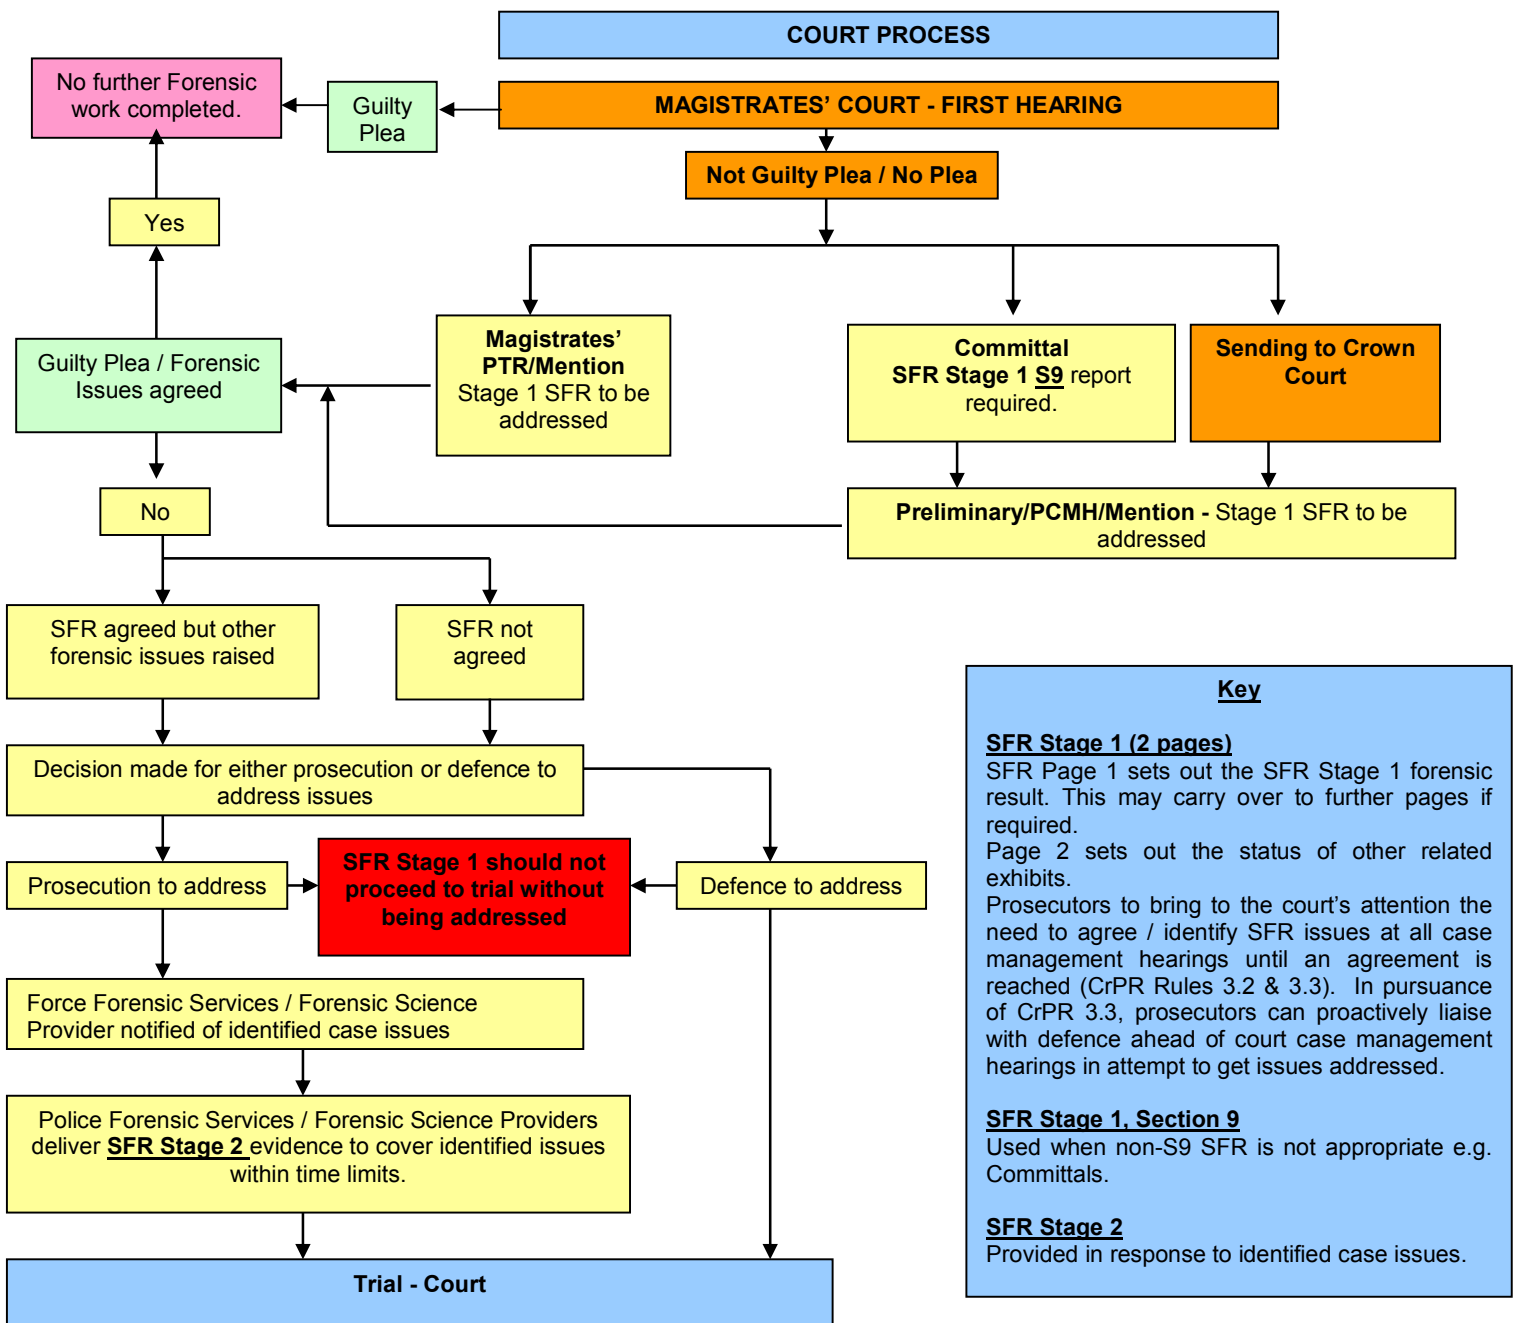 COURT PROCESS
No further Forensic
work completed.
Guilty
Plea
MAGISTRATES' COURT - FIRST HEARING
Not Guilty Plea / No Plea
Yes
Guilty Plea / Forensic
Issues agreed
Magistrates'
PTR/Mention
Stage 1 SFR to be
addressed
Committal
SFR Stage 1 S9 report
required.
Sending to Crown
Court
No
Preliminary/PCMH/Mention - Stage 1 SFR to be
addressed
SFR agreed but other
forensic issues raised
SFR not
agreed
Decision made for either prosecution or defence to
address issues
Prosecution to address
SFR Stage 1 should not
proceed to trial without
being addressed
Defence to address
Force Forensic Services / Forensic Science
Provider notified of identified case issues
Police Forensic Services / Forensic Science Providers
deliver SFR Stage 2 evidence to cover identified issues
within time limits.
Trial - Court
Key
SFR Stage 1 (2 pages)
SFR Page 1 sets out the SFR Stage 1 forensic
result. This may carry over to further pages if
required.
Page 2 sets out the status of other related
exhibits.
Prosecutors to bring to the court's attention the
need to agree / identify SFR issues at all case
management hearings until an agreement is
reached (CrPR Rules 3.2 & 3.3). In pursuance
of CrPR 3.3, prosecutors can proactively liaise
with defence ahead of court case management
hearings in attempt to get issues addressed.
SFR Stage 1, Section 9
Used when non-S9 SFR is not appropriate e.g.
Committals.
SFR Stage 2
Provided in response to identified case issues.